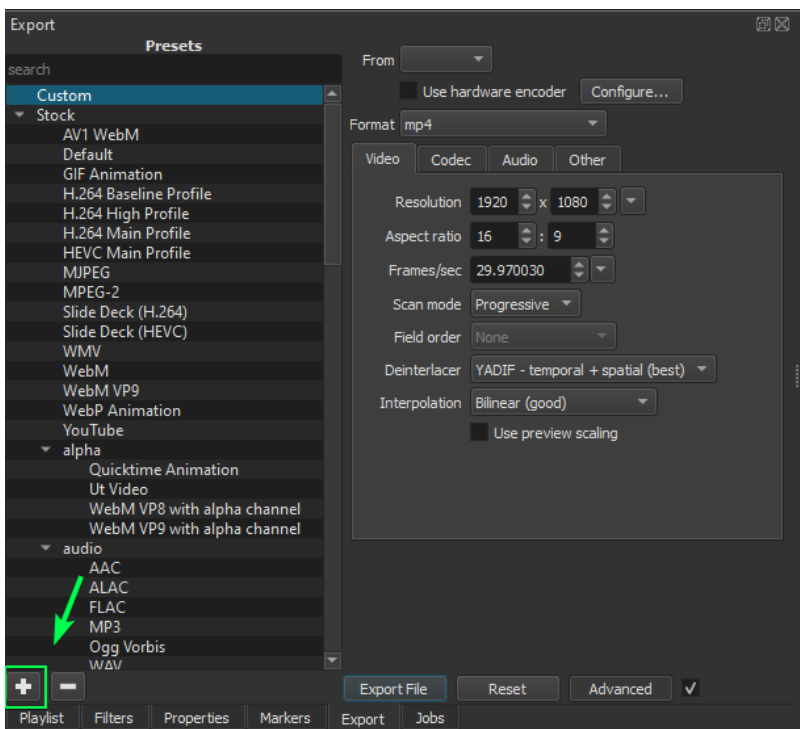 Export
Presets
search
Custom
Stock
AV1 WebM
Default
GIF Animation
H.264 Baseline Profile
H.264 High Profile
H.264 Main Profile
HEVC Main Profile
MJPEG
MPEG-2
Slide Deck (H.264)
Slide Deck (HEVC)
WMV
WebM
WebM VP9
WebP Animation
YouTube
alpha
Quicktime Animation
Ut Video
WebM VP8 with alpha channel
WebM VP9 with alpha channel
audio
AAC
ALAC
FLAC
MP3
Ogg Vorbis
WAV
From
Use hardware encoder Configure...
Format mp4
Video Codec Audio Other
Resolution 1920 x 1080
Aspect ratio 16 : 9
Frames/sec 29.970030
Scan mode Progressive
Field order None
Deinterlacer YADIF - temporal + spatial (best)
Interpolation Bilinear (good)
Use preview scaling
Export File Reset Advanced
Playlist Filters Properties Markers Export Jobs